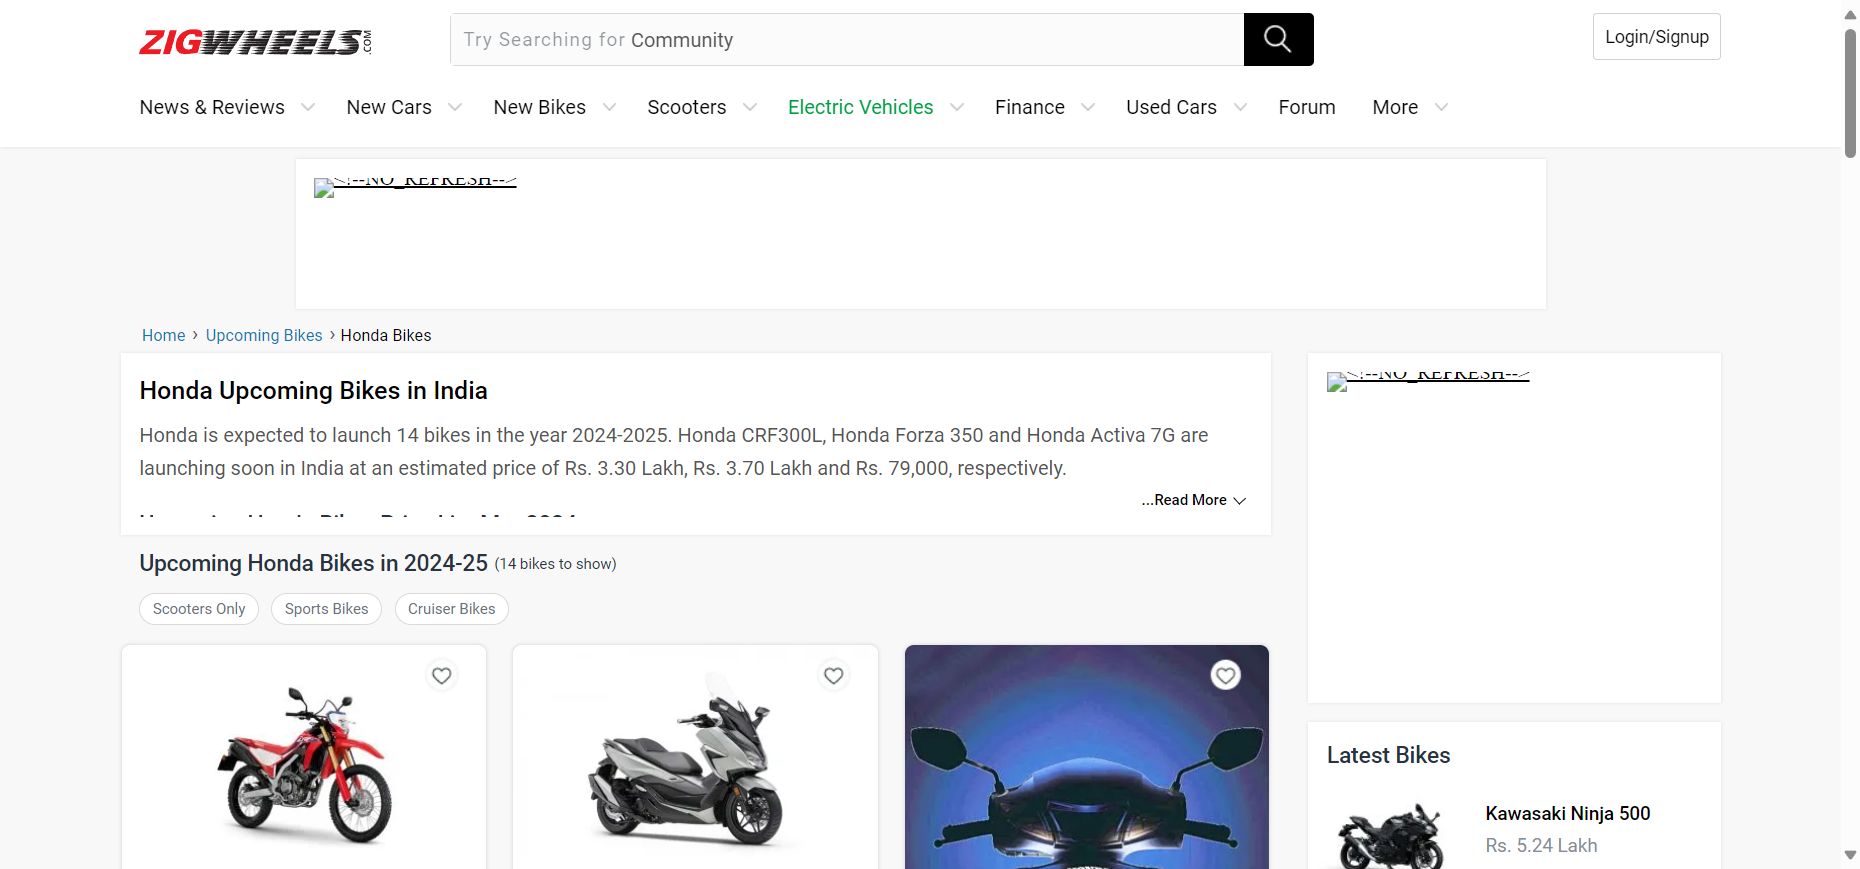 ZIGWHEELS.COM
Try Searching for Community
Login/Signup
News & Reviews
New Cars
New Bikes
Scooters
Electric Vehicles
Finance
Used Cars
Forum
More
<!--NO_REFRESH-->
Home › Upcoming Bikes › Honda Bikes
Honda Upcoming Bikes in India
Honda is expected to launch 14 bikes in the year 2024-2025. Honda CRF300L, Honda Forza 350 and Honda Activa 7G are
launching soon in India at an estimated price of Rs. 3.30 Lakh, Rs. 3.70 Lakh and Rs. 79,000, respectively.
...Read More
Upcoming Honda Bikes in 2024-25 (14 bikes to show)
Scooters Only
Sports Bikes
Cruiser Bikes
<!--NO_REFRESH-->
Latest Bikes
Kawasaki Ninja 500
Rs. 5.24 Lakh